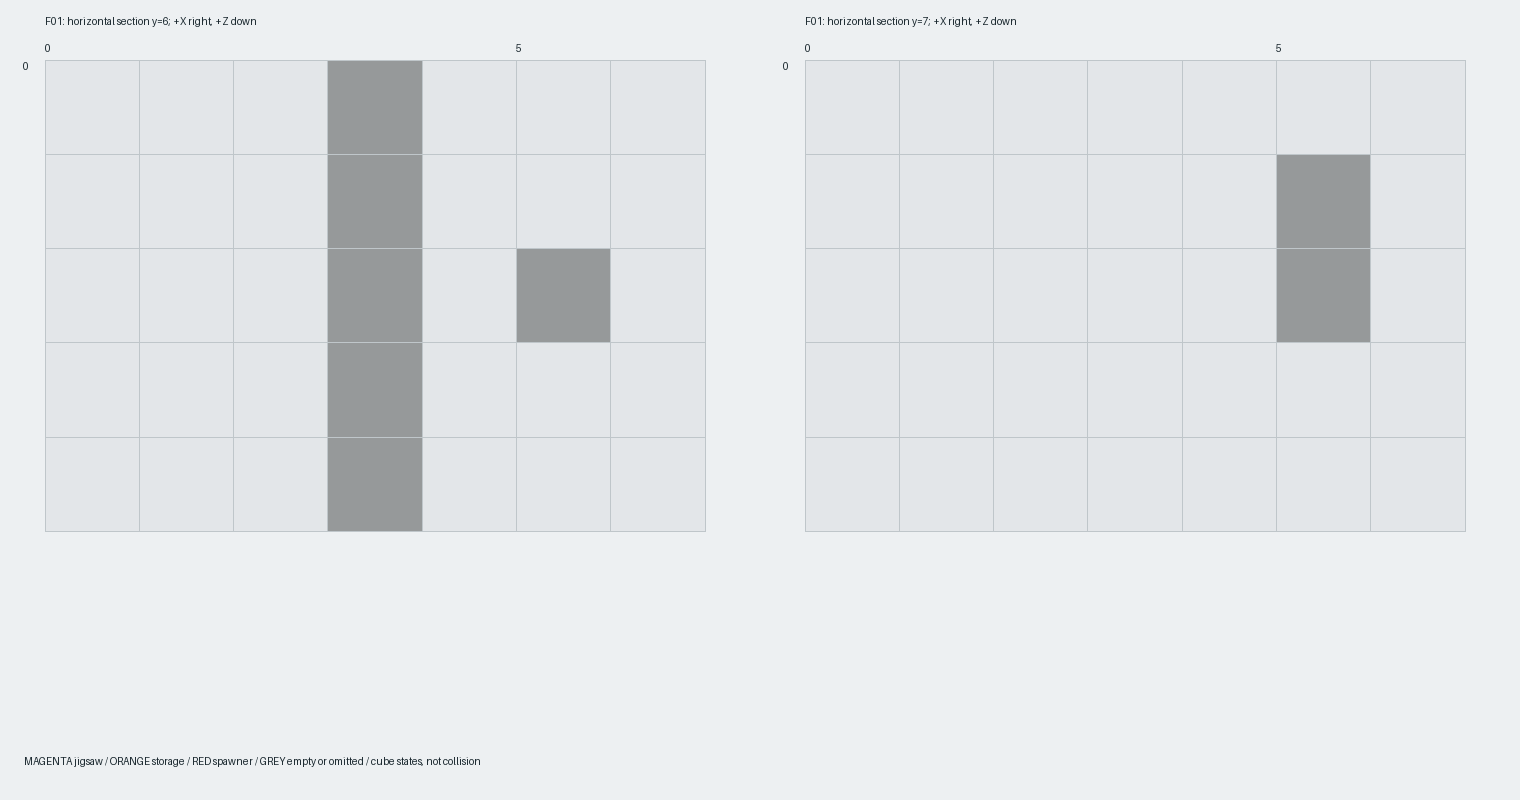 F01: horizontal section y=6; +X right, +Z down
F01: horizontal section y=7; +X right, +Z down
0 5
0 5
0
0
MAGENTA jigsaw / ORANGE storage / RED spawner / GREY empty or omitted / cube states, not collision